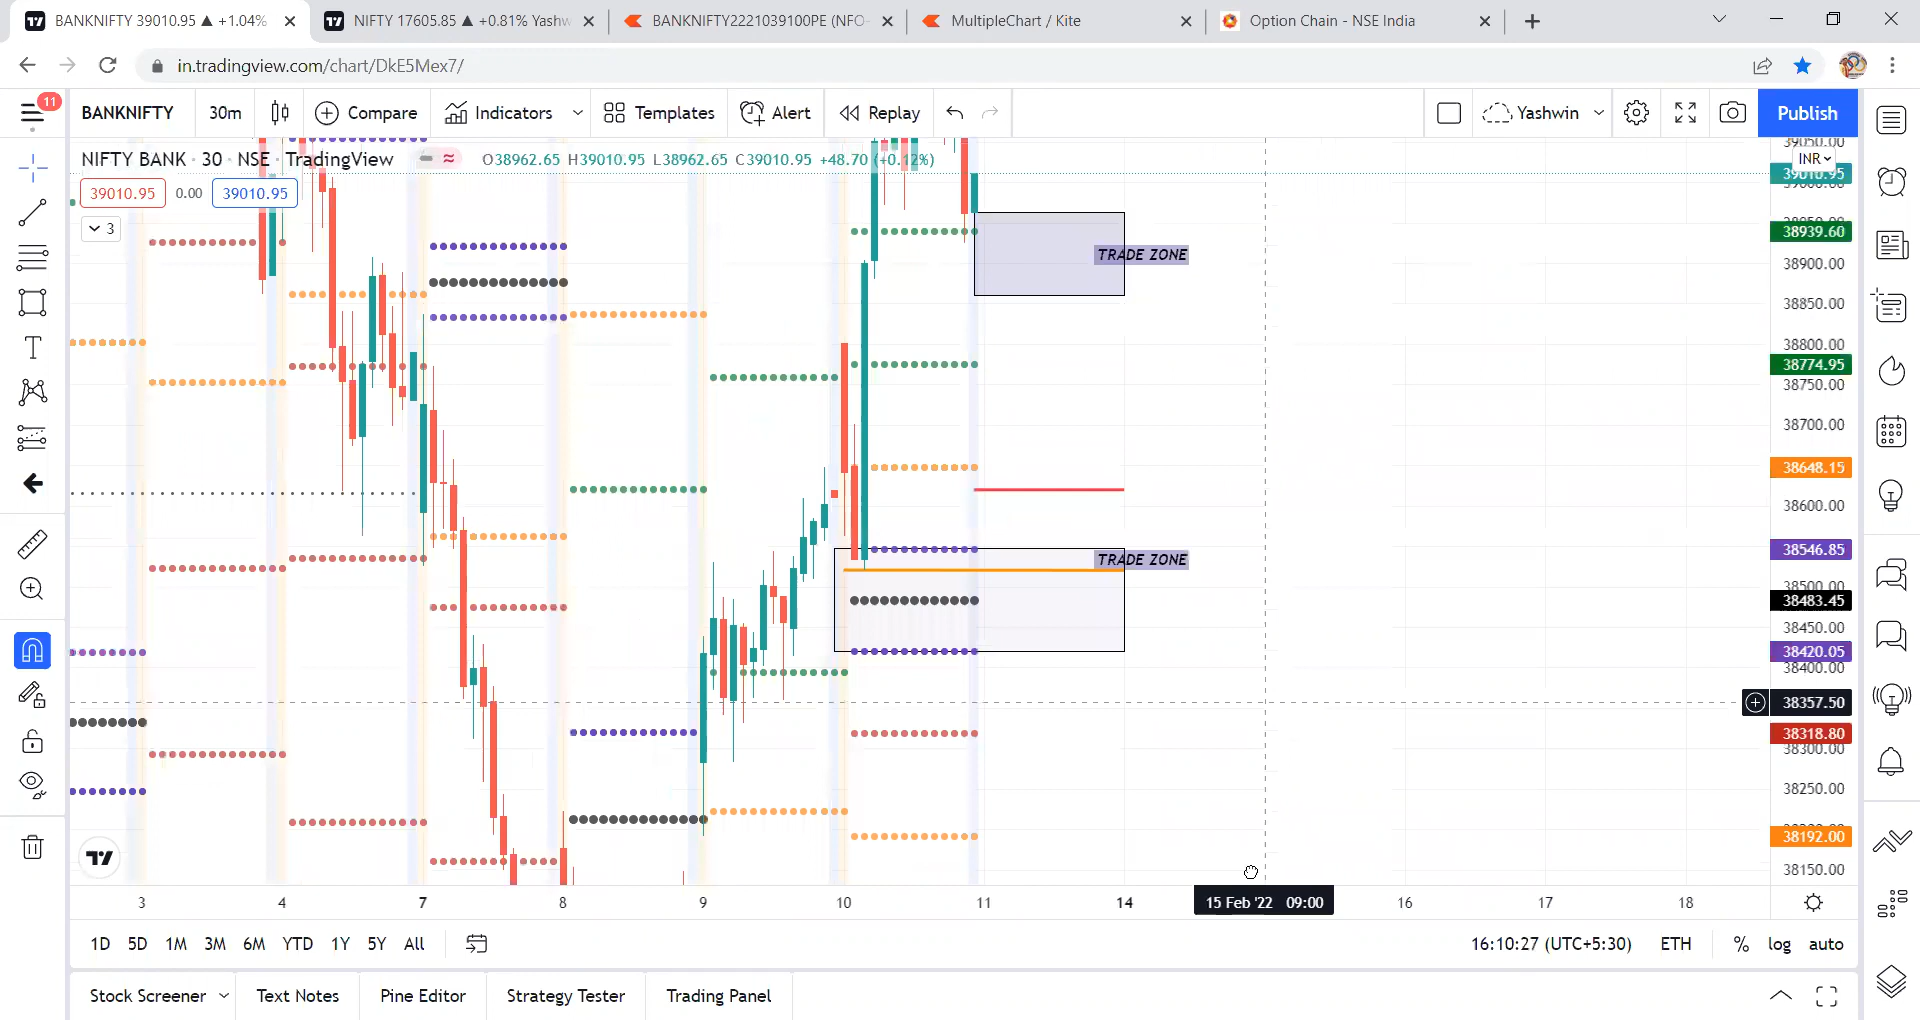 BANKNIFTY 39010.95 ▲ +1.04%
NIFTY 17605.85 ▲ +0.81% Yashw
BANKNIFTY2221039100PE (NFO-
MultipleChart / Kite
Option Chain - NSE India
in.tradingview.com/chart/DkE5Mex7/
11
BANKNIFTY
30m
Compare
Indicators
Templates
Alert
Replay
Yashwin
Publish
NIFTY BANK · 30 · NSE · TradingView
O38962.65 H39010.95 L38962.65 C39010.95 +48.70 (+0.12%)
39010.95
0.00
39010.95
3
INR
39050.00
39010.95
38939.60
TRADE ZONE
38900.00
38850.00
38800.00
38774.95
38750.00
38700.00
38648.15
38600.00
38546.85
TRADE ZONE
38500.00
38483.45
38450.00
38420.05
38400.00
38357.50
38318.80
38300.00
38250.00
38192.00
38150.00
3
4
7
8
9
10
11
14
15 Feb '22 09:00
16
17
18
1D
5D
1M
3M
6M
YTD
1Y
5Y
All
16:10:27 (UTC+5:30)
ETH
%
log
auto
Stock Screener
Text Notes
Pine Editor
Strategy Tester
Trading Panel